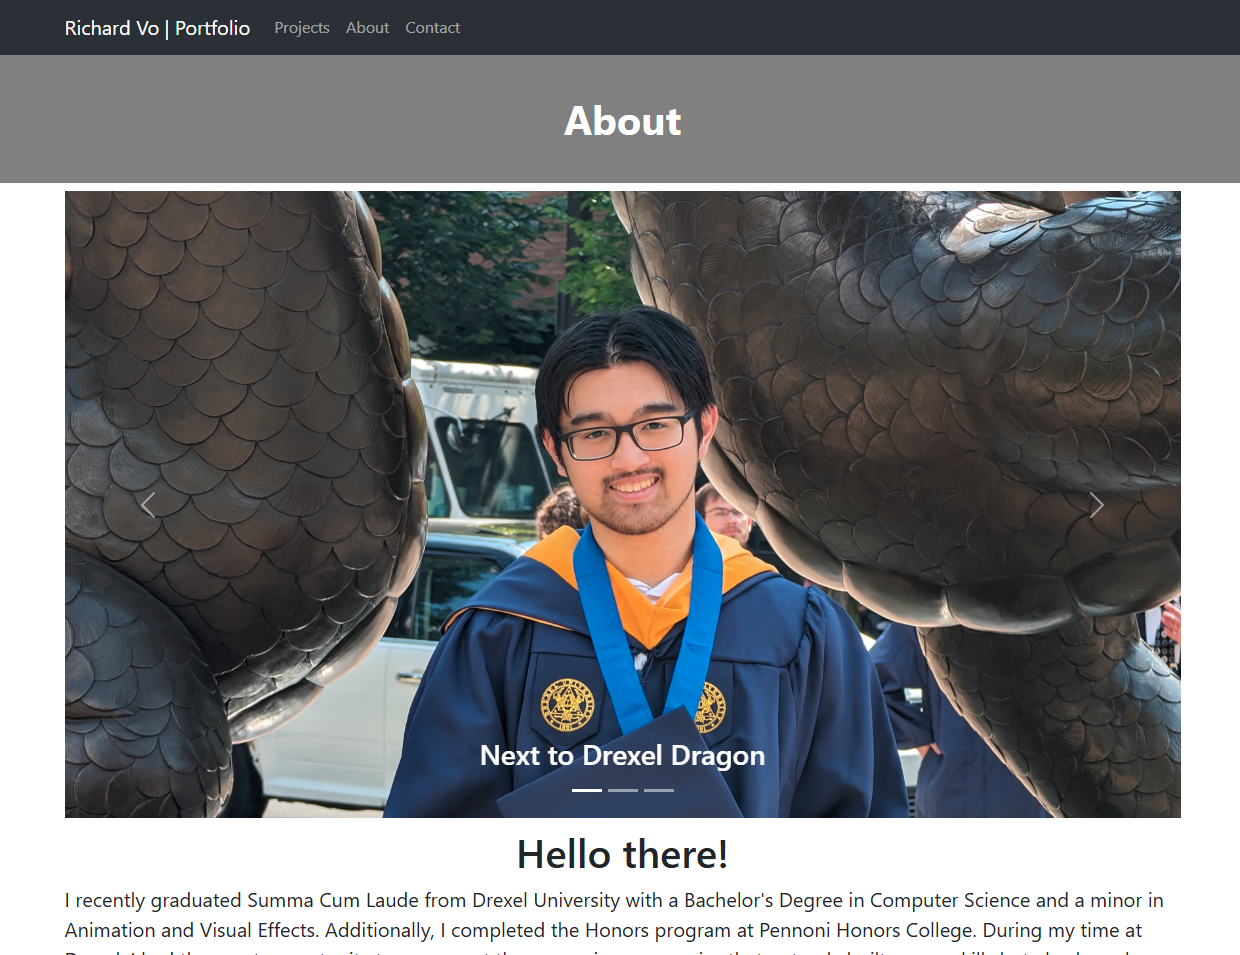 Richard Vo | Portfolio Projects About Contact
About
Next to Drexel Dragon
Hello there!
I recently graduated Summa Cum Laude from Drexel University with a Bachelor's Degree in Computer Science and a minor in
Animation and Visual Effects. Additionally, I completed the Honors program at Pennoni Honors College. During my time at